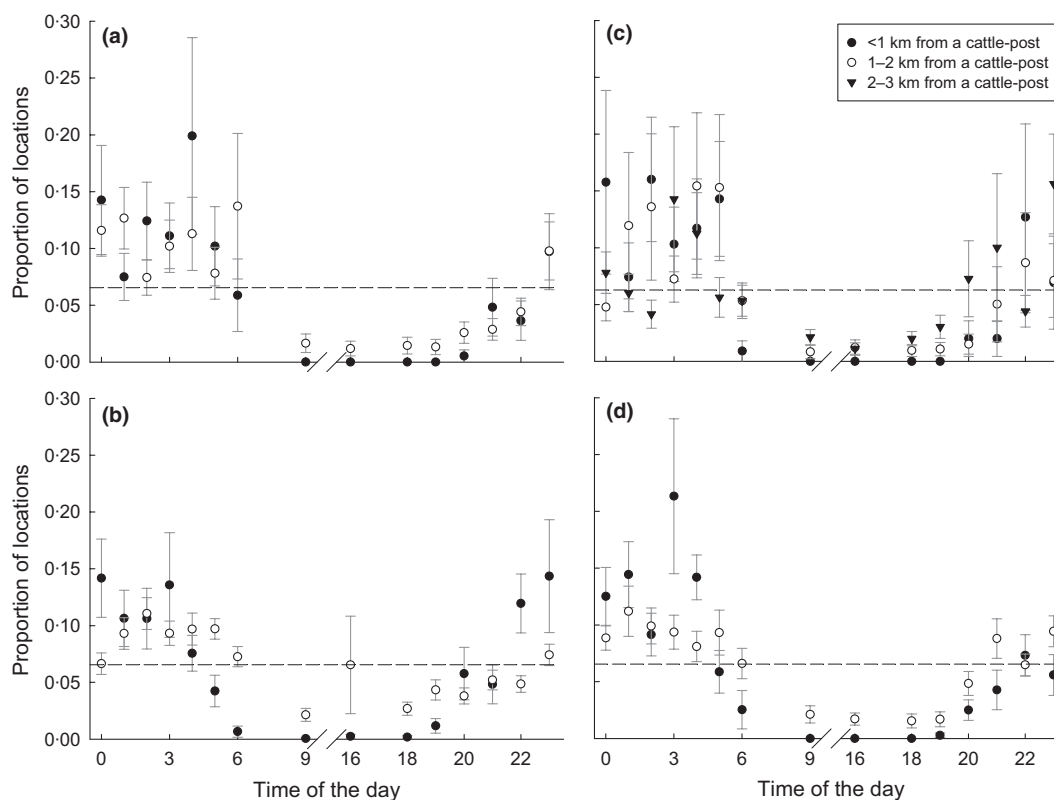 0·30
0·25
0·20
0·15
0·10
0·05
0·00
Proportion of locations
(a)
(c)
<1 km from a cattle-post
1–2 km from a cattle-post
2–3 km from a cattle-post
0·30
0·25
0·20
0·15
0·10
0·05
0·00
Proportion of locations
(b)
(d)
0 3 6 9 16 18 20 22
0 3 6 9 16 18 20 22
Time of the day
Time of the day